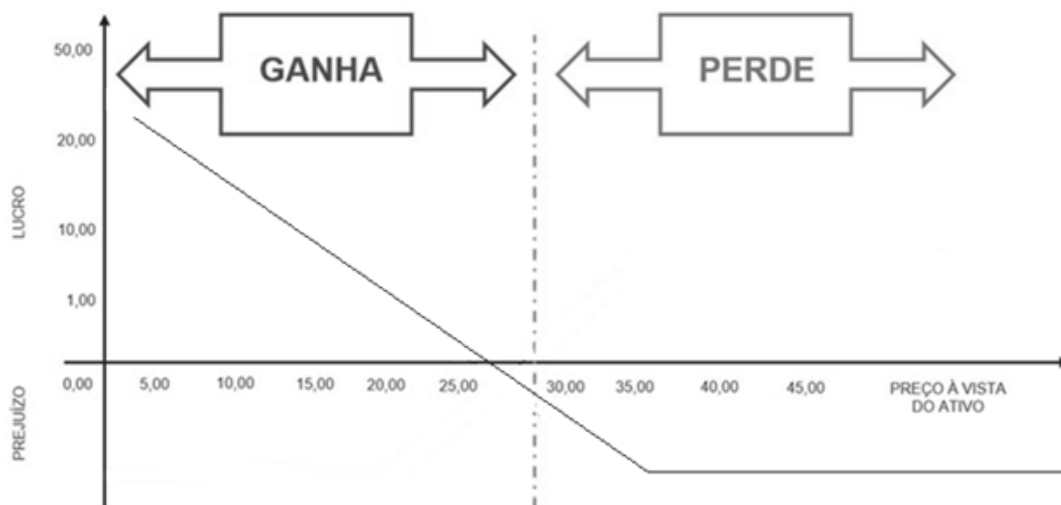 50,00
GANHA
PERDE
20,00
LUCRO
10,00
1,00
0,00 5,00 10,00 15,00 20,00 25,00 30,00 35,00 40,00 45,00 PREÇO À VISTA
DO ATIVO
PREJUÍZO